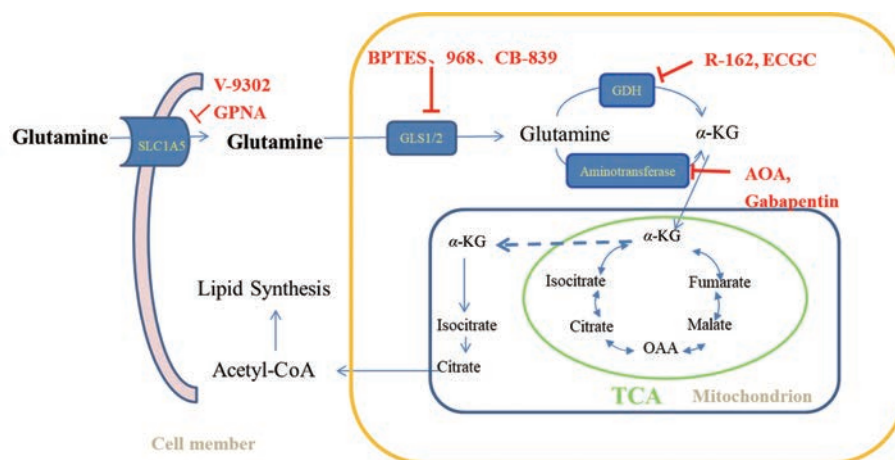 BPTES、968、CB-839
R-162, ECGC
V-9302
GPNA
GDH
Glutamine
SLC1A5
Glutamine
GLS1/2
Glutamine
α-KG
Aminotransferase
AOA,
Gabapentin
α-KG
α-KG
Isocitrate
Fumarate
Lipid Synthesis
Isocitrate
Citrate
Malate
OAA
Acetyl-CoA
Citrate
TCA
Mitochondrion
Cell member